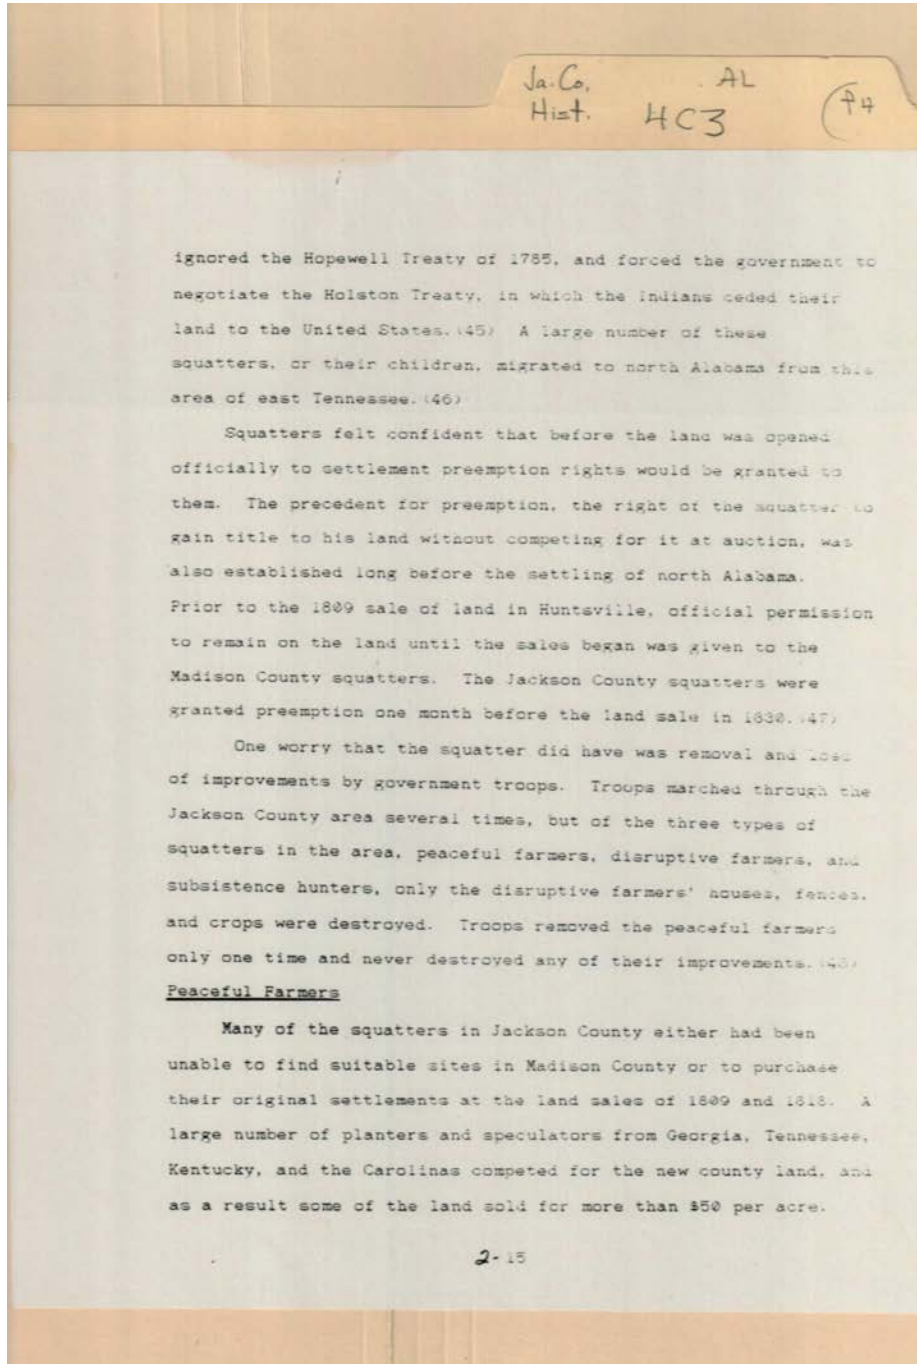 Ja. Co. AL
Hist. 4C3 P4
ignored the Hopewell Treaty of 1785, and forced the government to
negotiate the Holston Treaty, in which the Indians ceded their
land to the United States.(45) A large number of these
squatters, or their children, migrated to north Alabama from this
area of east Tennessee.(46)
Squatters felt confident that before the land was opened
officially to settlement preemption rights would be granted to
them. The precedent for preemption, the right of the squatter to
gain title to his land without competing for it at auction, was
also established long before the settling of north Alabama.
Prior to the 1809 sale of land in Huntsville, official permission
to remain on the land until the sales began was given to the
Madison County squatters. The Jackson County squatters were
granted preemption one month before the land sale in 1830.(47)
One worry that the squatter did have was removal and loss
of improvements by government troops. Troops marched through the
Jackson County area several times, but of the three types of
squatters in the area, peaceful farmers, disruptive farmers, and
subsistence hunters, only the disruptive farmers' houses, fences,
and crops were destroyed. Troops removed the peaceful farmers
only one time and never destroyed any of their improvements.(48)
Peaceful Farmers
Many of the squatters in Jackson County either had been
unable to find suitable sites in Madison County or to purchase
their original settlements at the land sales of 1809 and 1818. A
large number of planters and speculators from Georgia, Tennessee,
Kentucky, and the Carolinas competed for the new county land, and
as a result some of the land sold for more than $50 per acre.
2-15